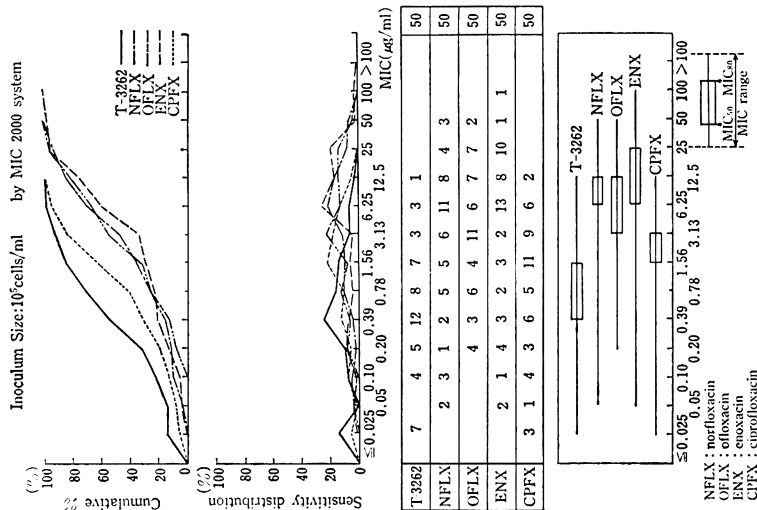 Inoculum Size:10⁵cells/ml by MIC 2000 system
(%)
100
80
60
40
20
0
Cumulative %
T-3262
NFLX
OFLX
ENX
CPFX
(%)
100
80
60
40
20
0
Sensitivity distribution
≦0.025 0.05 0.10 0.20 0.39 0.78 1.56 3.13 6.25 12.5 25 50 100 >100
MIC(μg/ml)
T-3262 7 4 5 12 8 7 3 3 1 50
NFLX 2 3 1 2 5 5 6 11 8 4 3 50
OFLX 4 3 6 4 11 6 7 7 2 50
ENX 2 1 4 3 2 3 2 13 8 10 1 1 50
CPFX 3 1 4 3 6 5 11 9 6 2 50
T-3262
NFLX
OFLX
ENX
CPFX
≦0.025 0.05 0.10 0.20 0.39 0.78 1.56 3.13 6.25 12.5 25 50 100 >100
NFLX : norfloxacin
OFLX : ofloxacin
ENX : enoxacin
CPFX : ciprofloxacin
MIC₅₀ MIC₈₀
MIC range